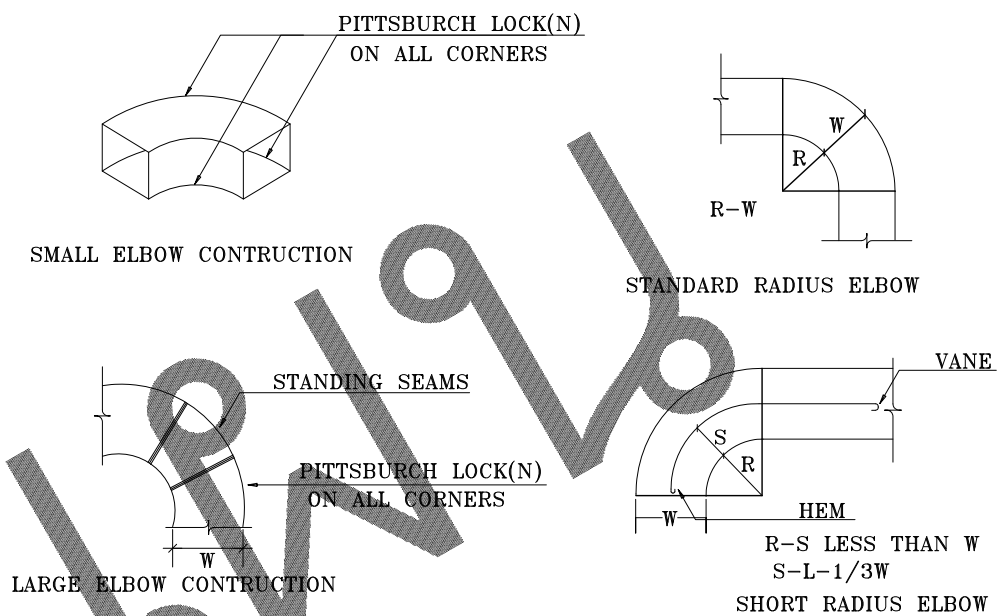 PITTSBURCH LOCK(N)
ON ALL CORNERS
SMALL ELBOW CONTRUCTION
W
R
R-W
STANDARD RADIUS ELBOW
STANDING SEAMS
PITTSBURCH LOCK(N)
ON ALL CORNERS
W
LARGE ELBOW CONTRUCTION
VANE
S
R
W
HEM
R-S LESS THAN W
S-L-1/3W
SHORT RADIUS ELBOW